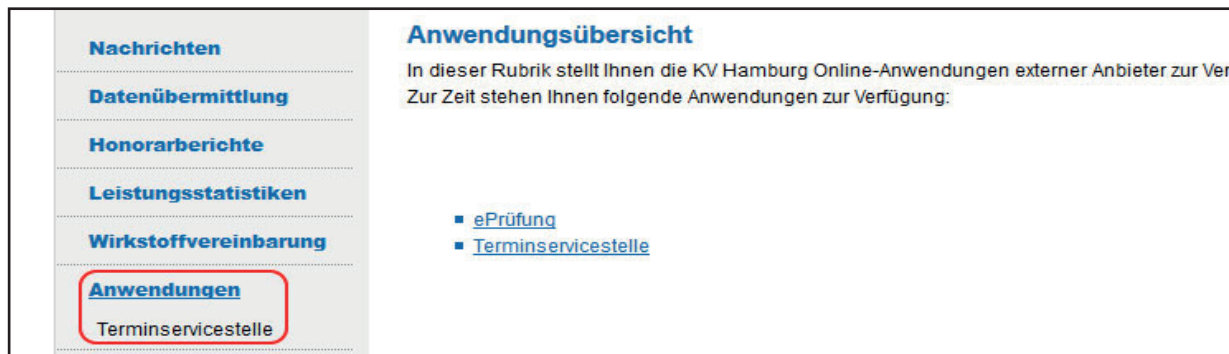 Nachrichten
Datenübermittlung
Honorarberichte
Leistungsstatistiken
Wirkstoffvereinbarung
Anwendungen
Terminservicestelle
Anwendungsübersicht
In dieser Rubrik stellt Ihnen die KV Hamburg Online-Anwendungen externer Anbieter zur Ver
Zur Zeit stehen Ihnen folgende Anwendungen zur Verfügung:
ePrüfung
Terminservicestelle